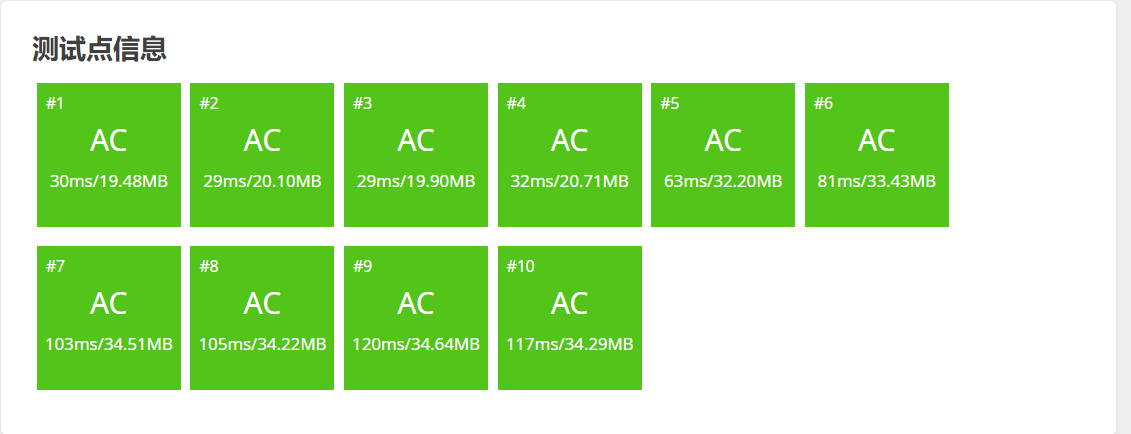 测试点信息
#1 #2 #3 #4 #5 #6
AC AC AC AC AC AC
30ms/19.48MB 29ms/20.10MB 29ms/19.90MB 32ms/20.71MB 63ms/32.20MB 81ms/33.43MB
#7 #8 #9 #10
AC AC AC AC
103ms/34.51MB 105ms/34.22MB 120ms/34.64MB 117ms/34.29MB